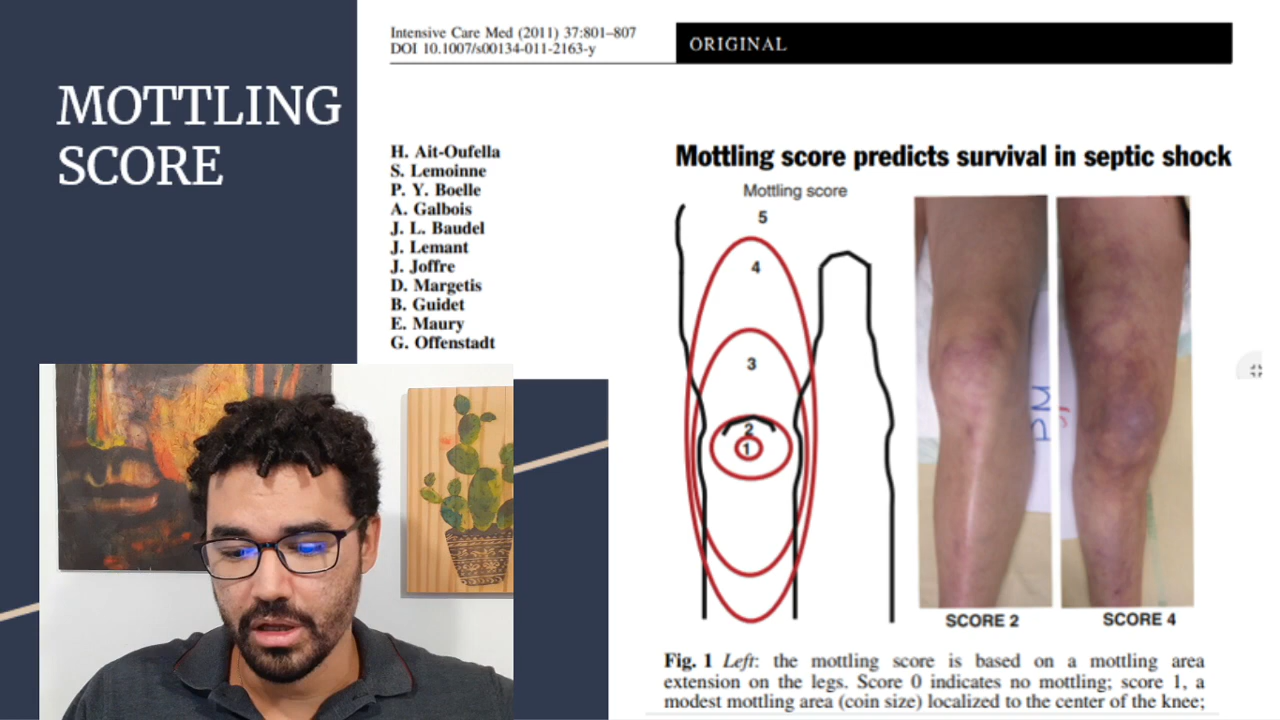 MOTTLING
SCORE
Intensive Care Med (2011) 37:801–807
DOI 10.1007/s00134-011-2163-y
ORIGINAL
H. Ait-Oufella
S. Lemoinne
P. Y. Boelle
A. Galbois
J. L. Baudel
J. Lemant
J. Joffre
D. Margetis
B. Guidet
E. Maury
G. Offenstadt
Mottling score predicts survival in septic shock
Mottling score
5
4
3
2
1
PM
SCORE 2
SCORE 4
Fig. 1 Left: the mottling score is based on a mottling area
extension on the legs. Score 0 indicates no mottling; score 1, a
modest mottling area (coin size) localized to the center of the knee;